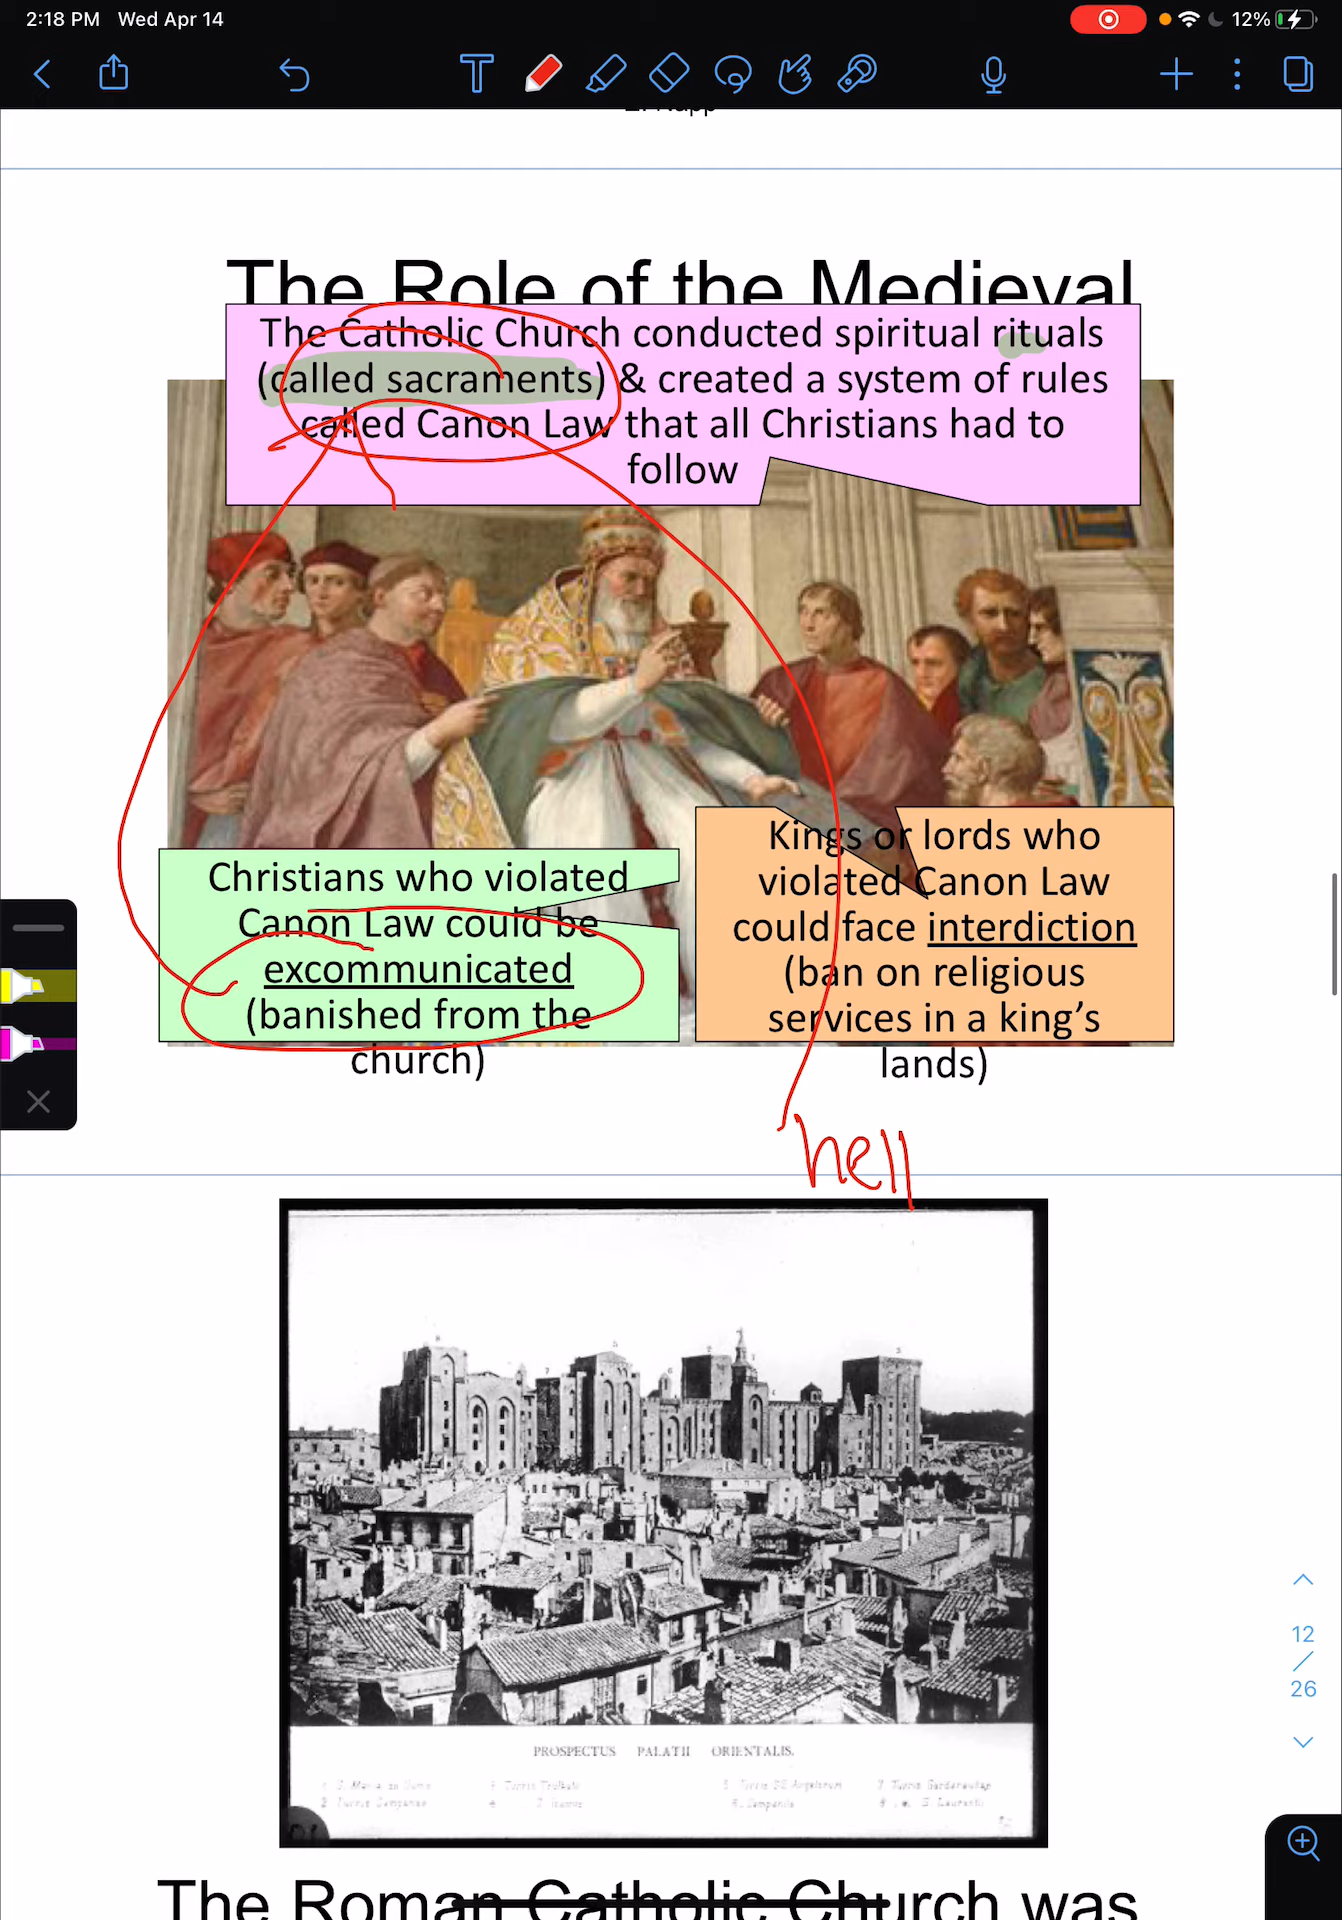 2:18 PM Wed Apr 14
12%
The Role of the Medieval
The Catholic Church conducted spiritual rituals
(called sacraments) & created a system of rules
called Canon Law that all Christians had to
follow
Christians who violated
Canon Law could be
excommunicated
(banished from the
church)
Kings or lords who
violated Canon Law
could face interdiction
(ban on religious
services in a king's
lands)
hell
PROSPECTUS PALATII ORIENTALIS.
12
/
26
The Roman Catholic Church was